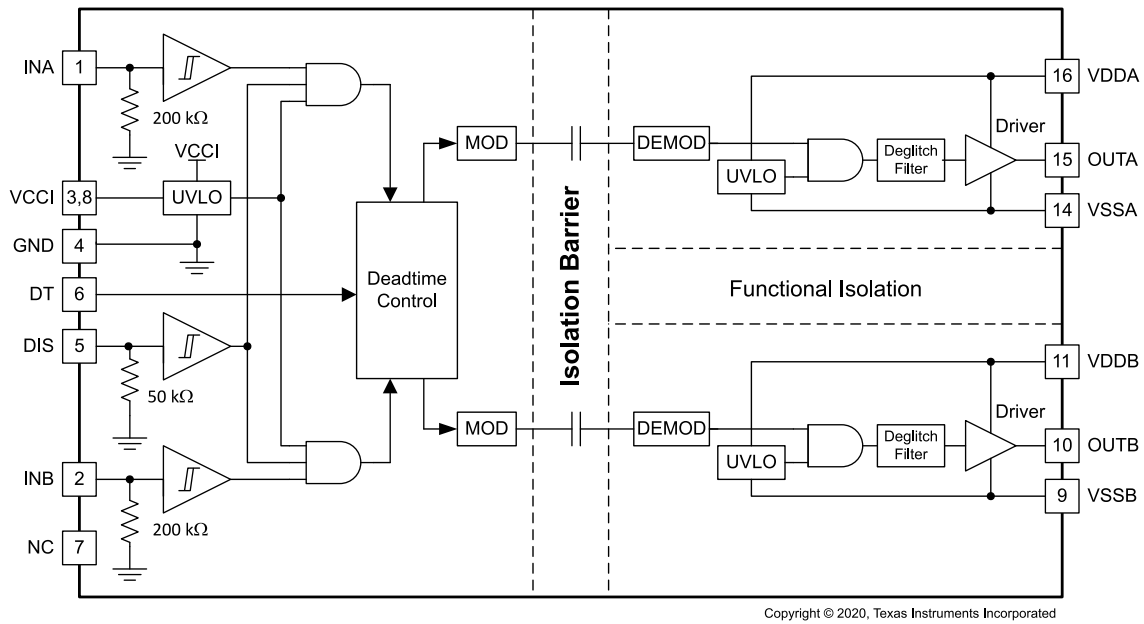 INA
1
200 kΩ
VCCI
VCCI
3,8
UVLO
GND
4
DT
6
DIS
5
50 kΩ
INB
2
200 kΩ
NC
7
Deadtime
Control
MOD
MOD
Isolation Barrier
DEMOD
UVLO
Deglitch
Filter
Driver
16
VDDA
15
OUTA
14
VSSA
Functional Isolation
DEMOD
UVLO
Deglitch
Filter
Driver
11
VDDB
10
OUTB
9
VSSB
Copyright © 2020, Texas Instruments Incorporated